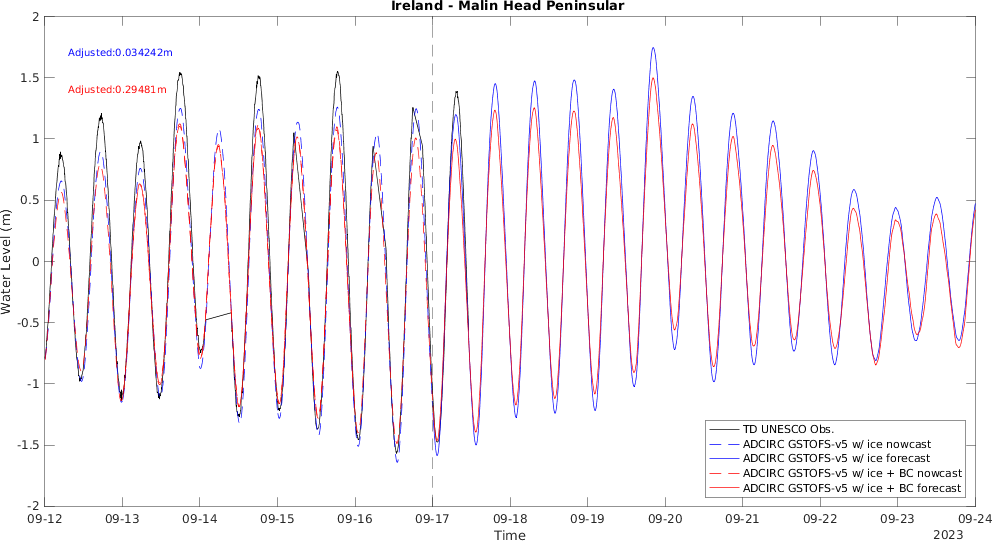 Ireland - Malin Head Peninsular
2
1.5
1
0.5
0
-0.5
-1
-1.5
-2
Water Level (m)
Adjusted:0.034242m
Adjusted:0.29481m
TD UNESCO Obs.
ADCIRC GSTOFS-v5 w/ ice nowcast
ADCIRC GSTOFS-v5 w/ ice forecast
ADCIRC GSTOFS-v5 w/ ice + BC nowcast
ADCIRC GSTOFS-v5 w/ ice + BC forecast
09-12 09-13 09-14 09-15 09-16 09-17 09-18 09-19 09-20 09-21 09-22 09-23 09-24
Time
2023